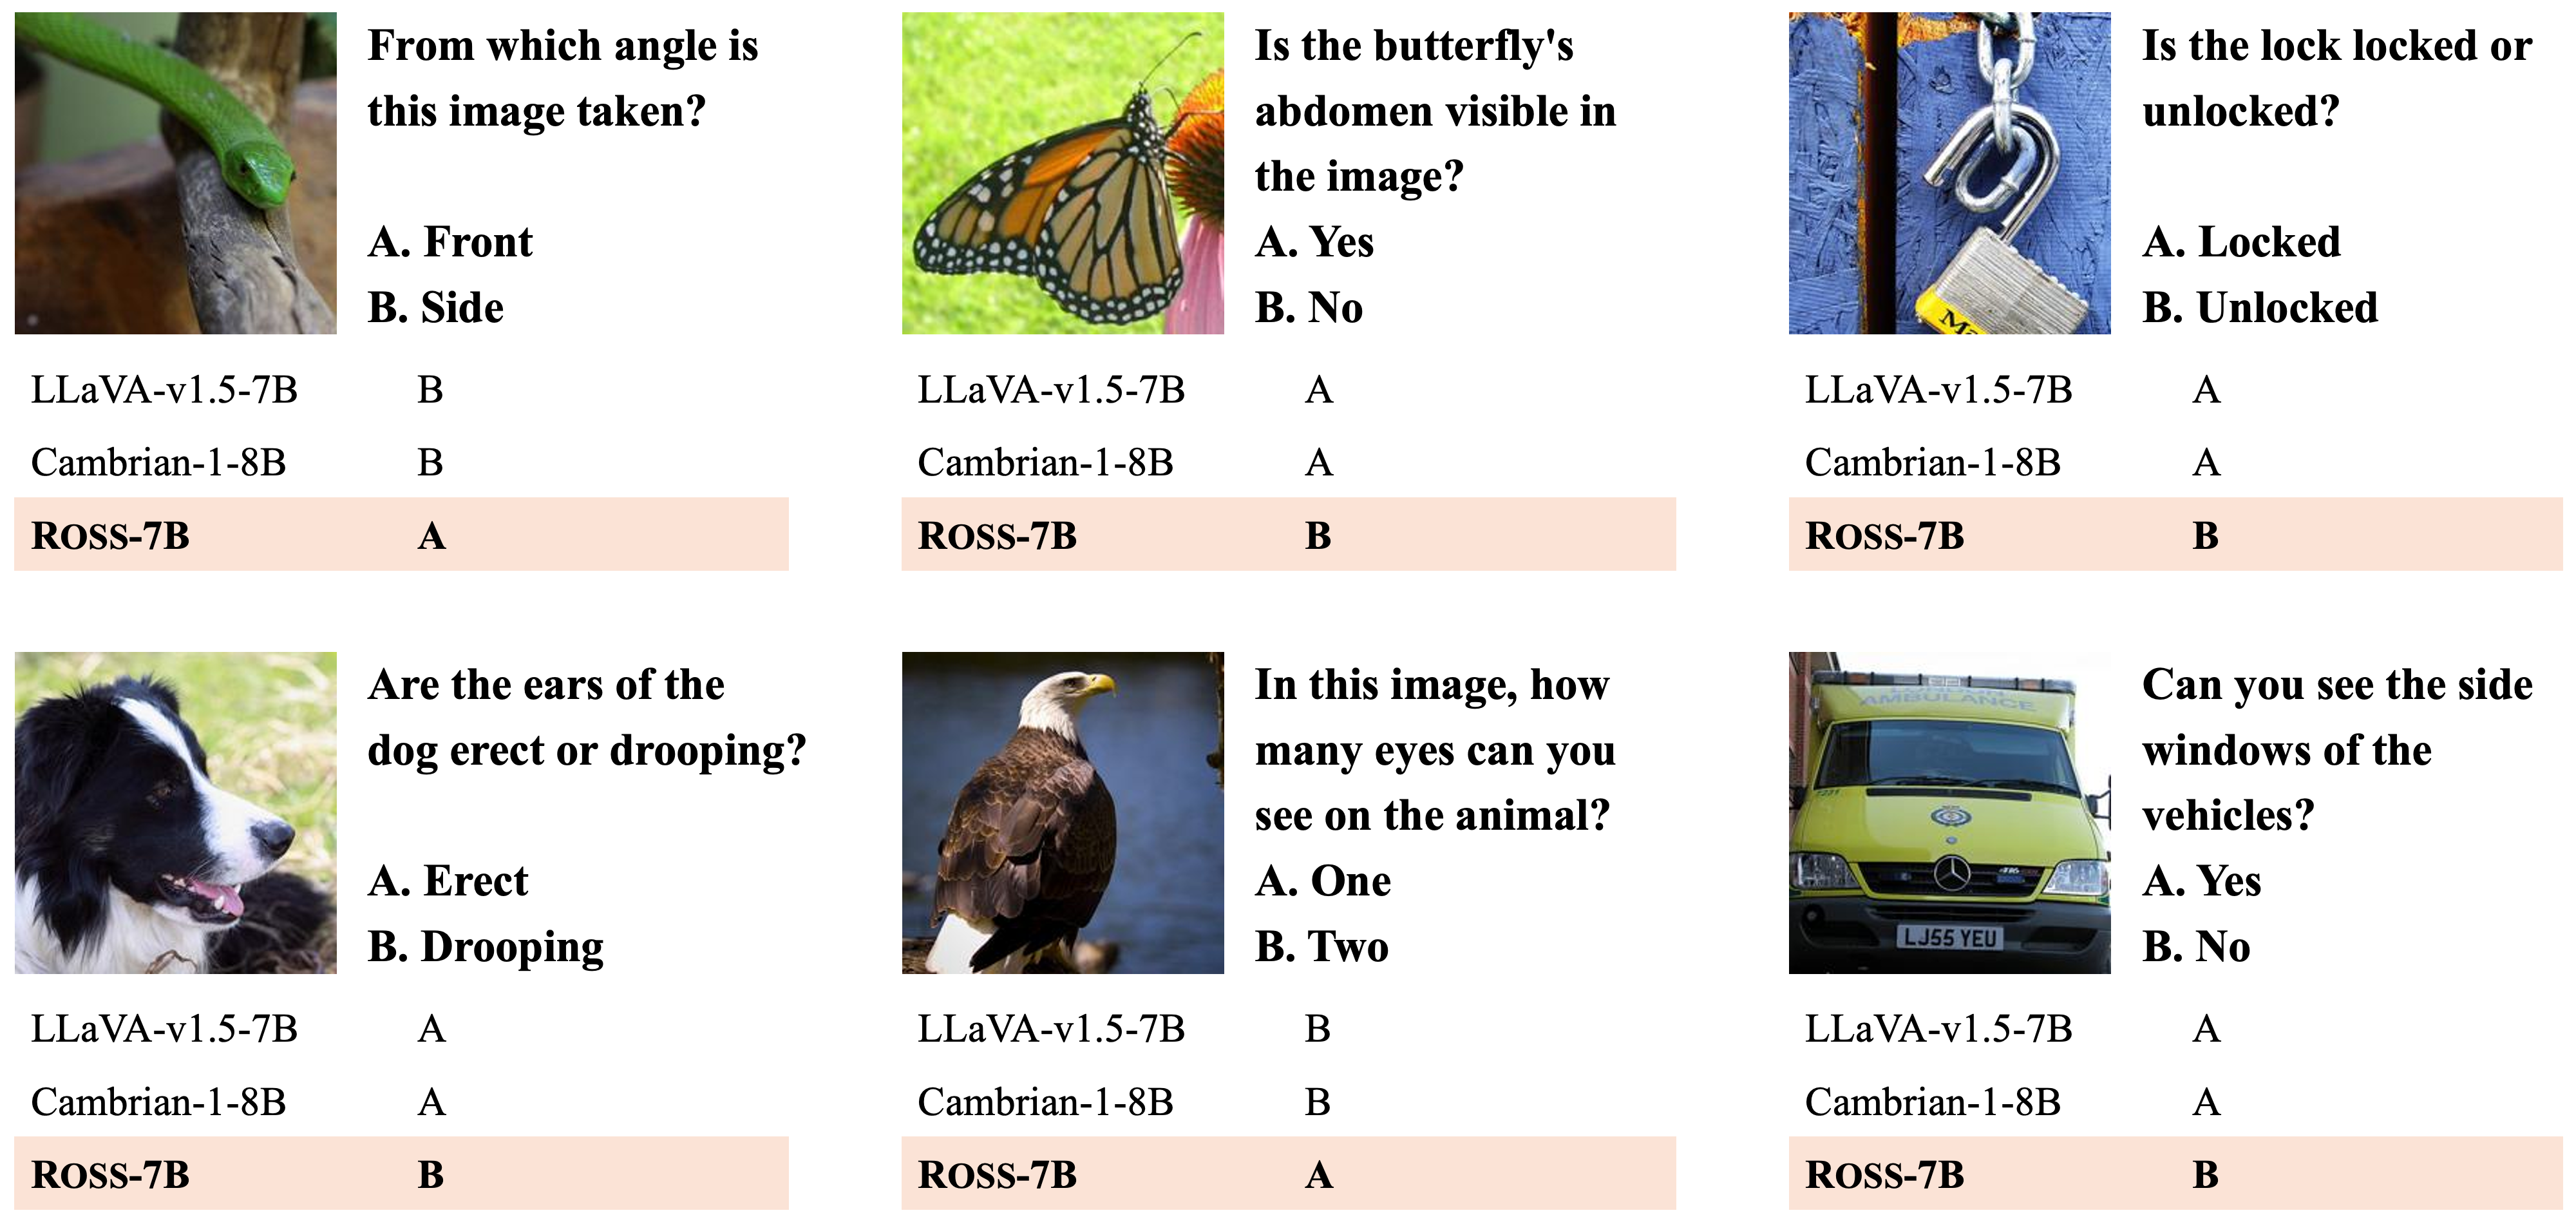 From which angle is
this image taken?
A. Front
B. Side
LLaVA-v1.5-7B B
Cambrian-1-8B B
ROSS-7B A
Is the butterfly's
abdomen visible in
the image?
A. Yes
B. No
LLaVA-v1.5-7B A
Cambrian-1-8B A
ROSS-7B B
Is the lock locked or
unlocked?
A. Locked
B. Unlocked
Ma
LLaVA-v1.5-7B A
Cambrian-1-8B A
ROSS-7B B
Are the ears of the
dog erect or drooping?
A. Erect
B. Drooping
LLaVA-v1.5-7B A
Cambrian-1-8B A
ROSS-7B B
In this image, how
many eyes can you
see on the animal?
A. One
B. Two
LLaVA-v1.5-7B B
Cambrian-1-8B B
ROSS-7B A
Can you see the side
windows of the
vehicles?
A. Yes
B. No
AMBULANCE
LJ55 YEU
LLaVA-v1.5-7B A
Cambrian-1-8B A
ROSS-7B B